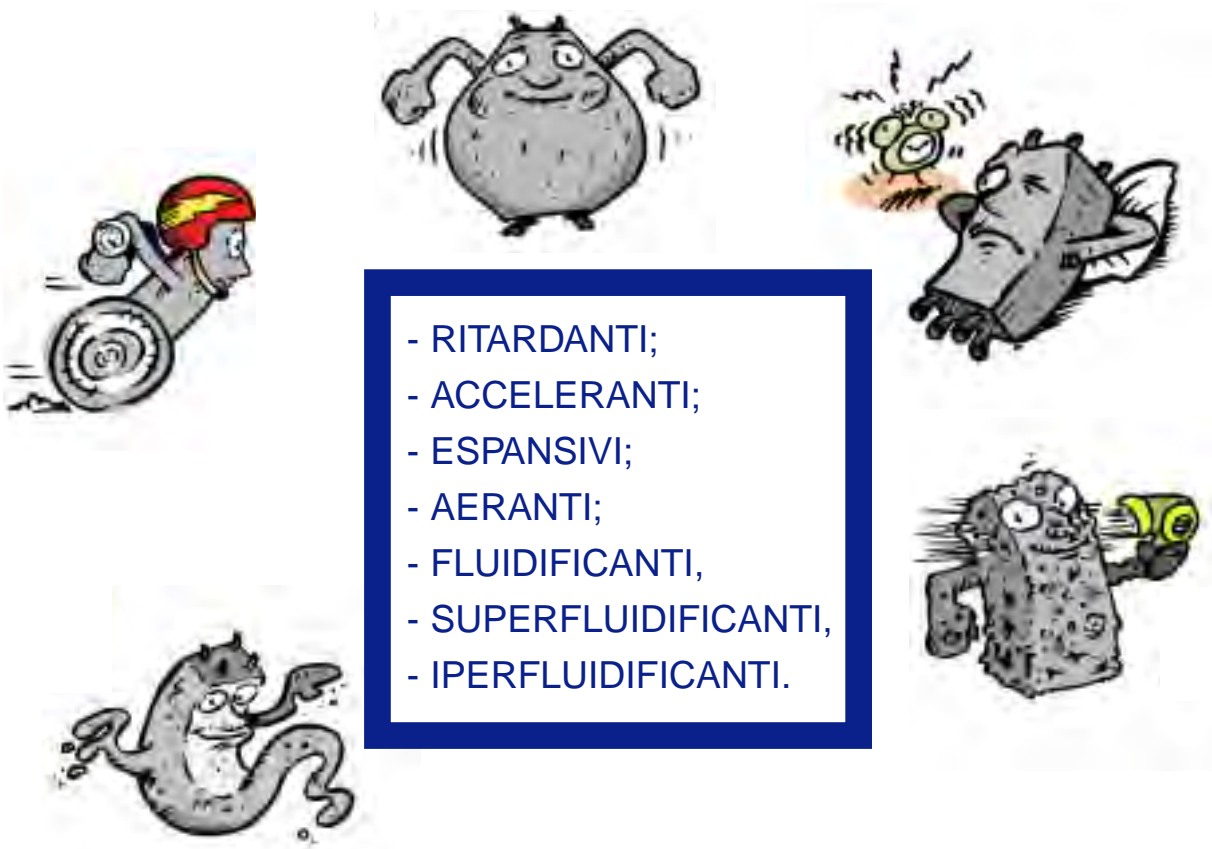 - RITARDANTI;
- ACCELERANTI;
- ESPANSIVI;
- AERANTI;
- FLUIDIFICANTI,
- SUPERFLUIDIFICANTI,
- IPERFLUIDIFICANTI.